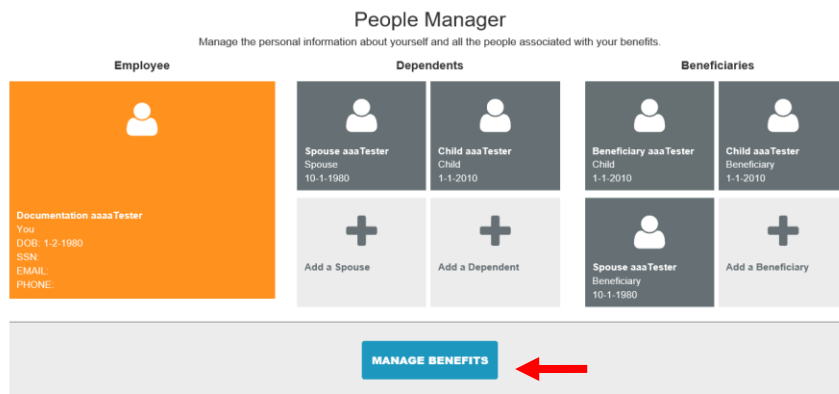 People Manager
Manage the personal information about yourself and all the people associated with your benefits.
Employee
Documentation aaaaTester
You
DOB: 1-2-1980
SSN:
EMAIL:
PHONE:
Dependents
Spouse aaaTester
Spouse
10-1-1980
Child aaaTester
Child
1-1-2010
Add a Spouse
Add a Dependent
Beneficiaries
Beneficiary aaaTester
Child
1-1-2010
Child aaaTester
Beneficiary
1-1-2010
Spouse aaaTester
Beneficiary
10-1-1980
Add a Beneficiary
MANAGE BENEFITS